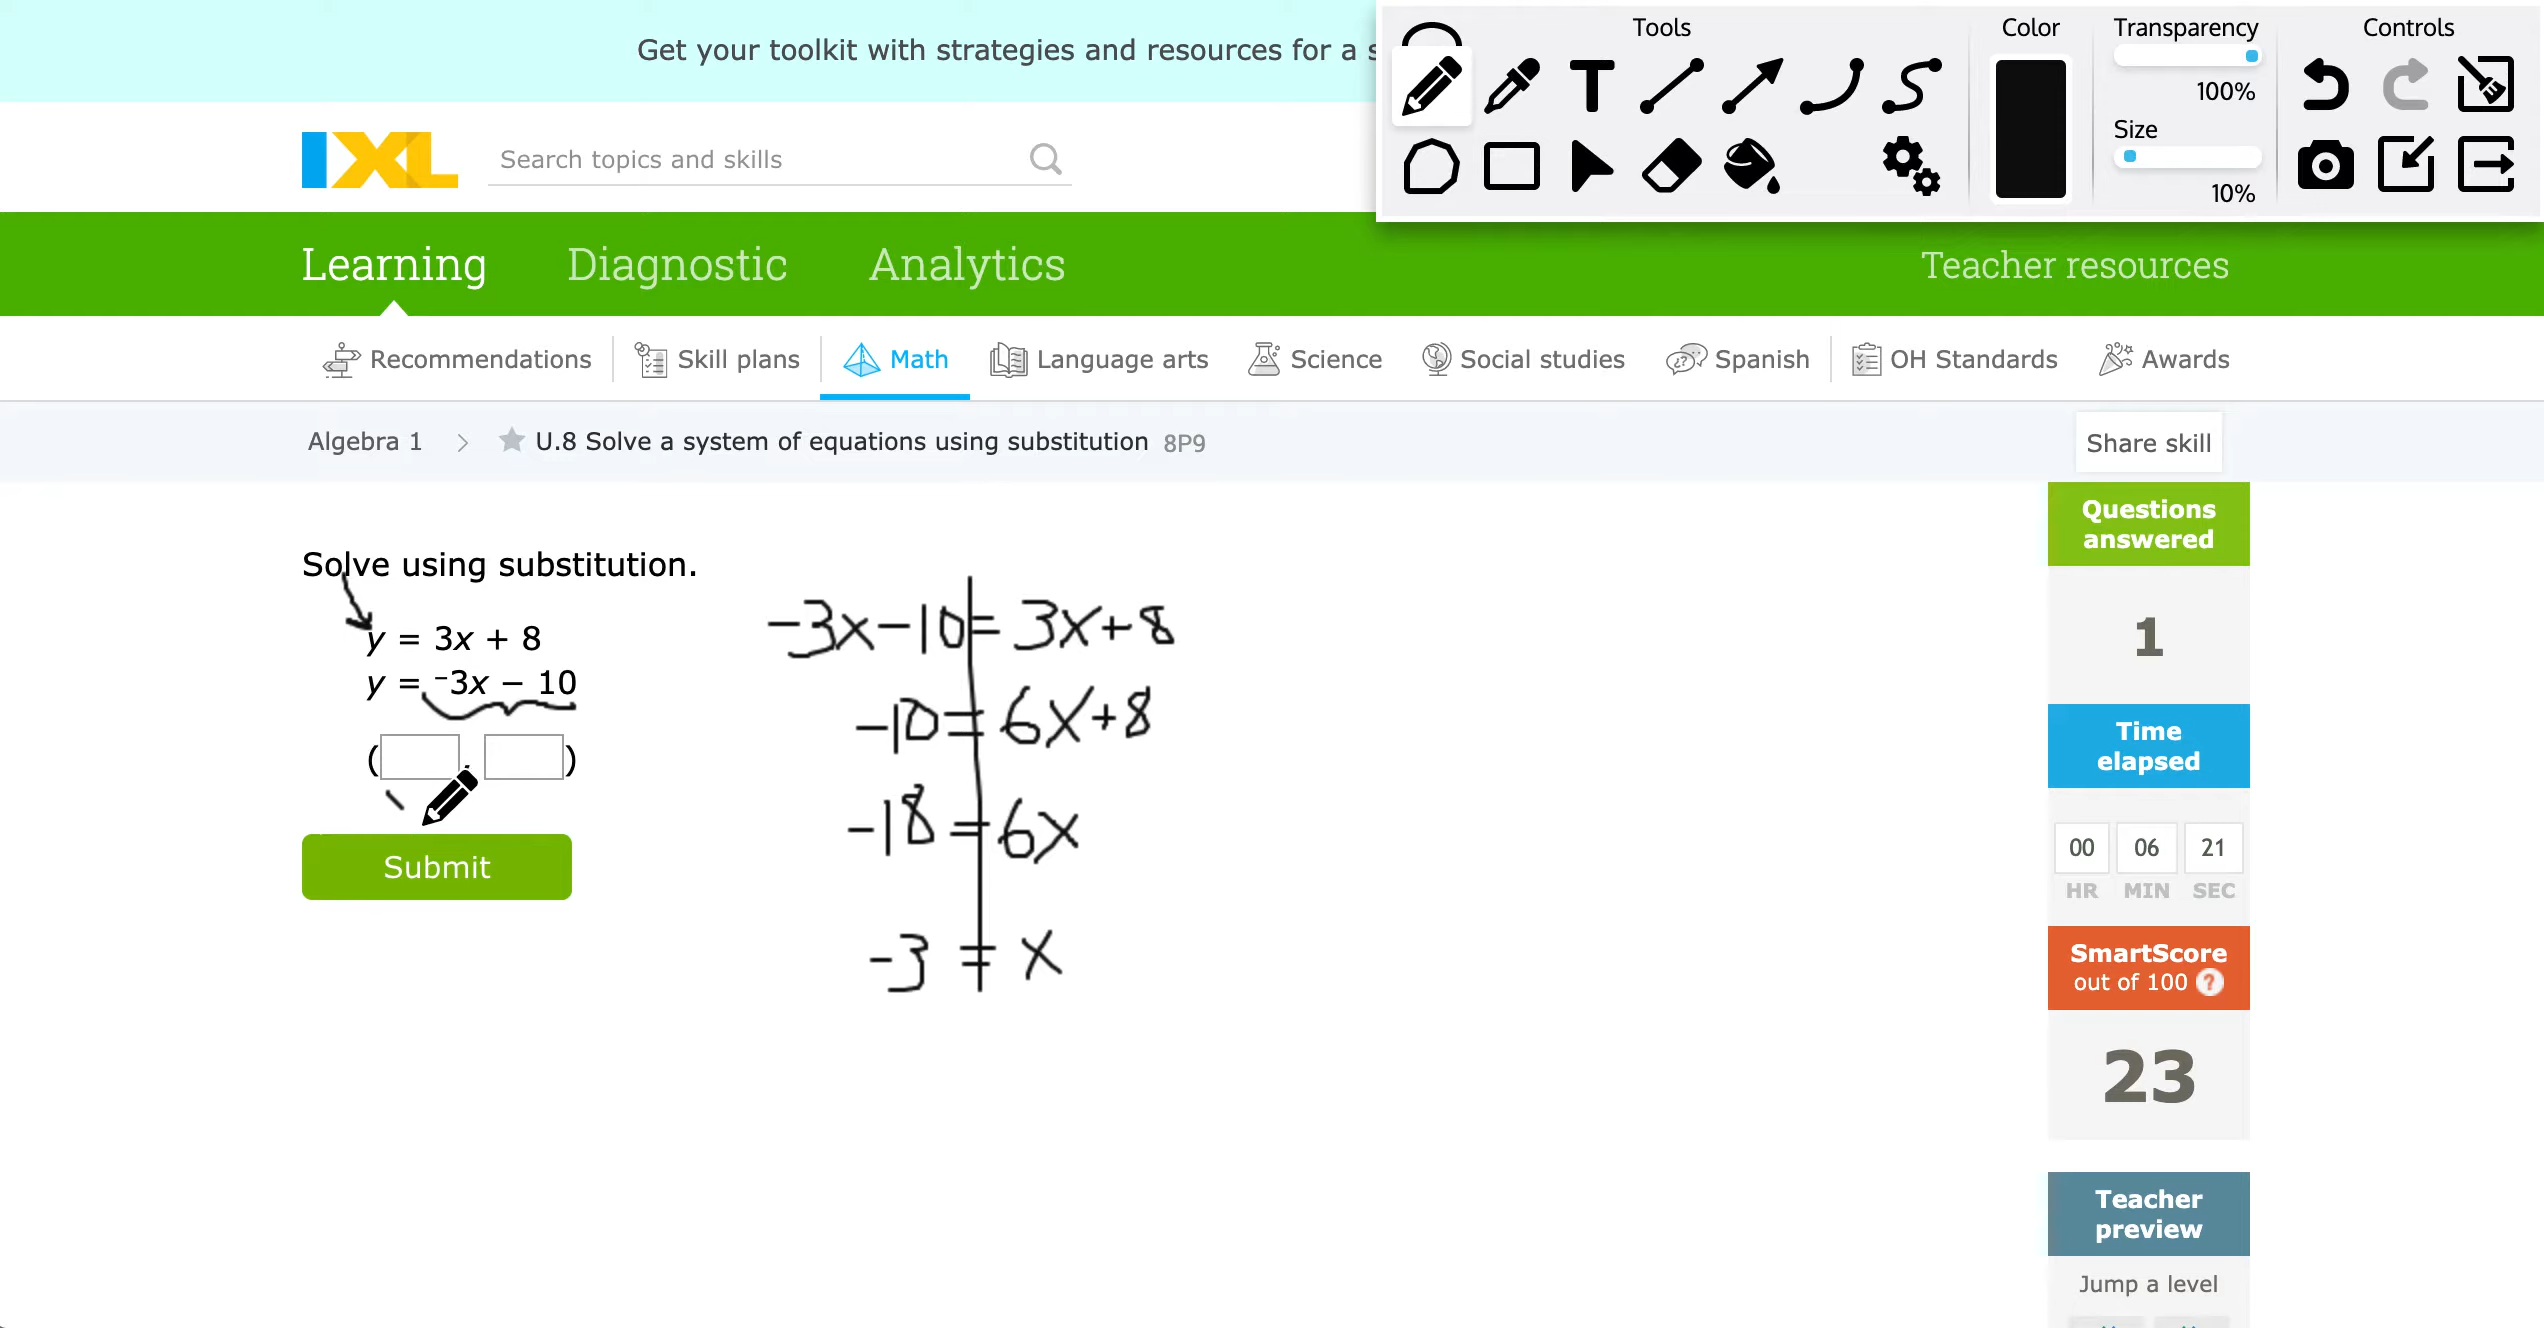 Get your toolkit with strategies and resources for a s
Tools
Color
Transparency
100%
Size
10%
Controls
IXL
Search topics and skills
Learning
Diagnostic
Analytics
Teacher resources
Recommendations
Skill plans
Math
Language arts
Science
Social studies
Spanish
OH Standards
Awards
Algebra 1 > U.8 Solve a system of equations using substitution 8P9
Share skill
Solve using substitution.
y = 3x + 8
y = ⁻3x − 10
( , )
Submit
-3x-10=3x+8
-10=6x+8
-18=6x
-3=x
Questions
answered
1
Time
elapsed
00 06 21
HR MIN SEC
SmartScore
out of 100 ?
23
Teacher
preview
Jump a level